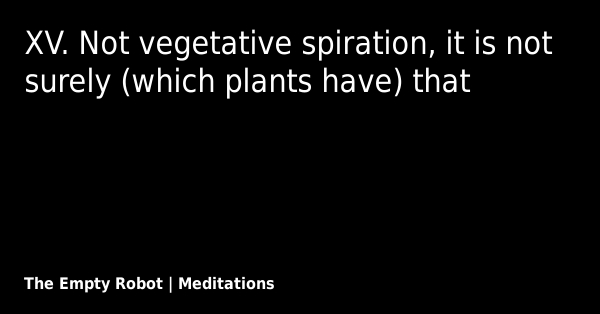 XV. Not vegetative spiration, it is not
surely (which plants have) that
The Empty Robot | Meditations